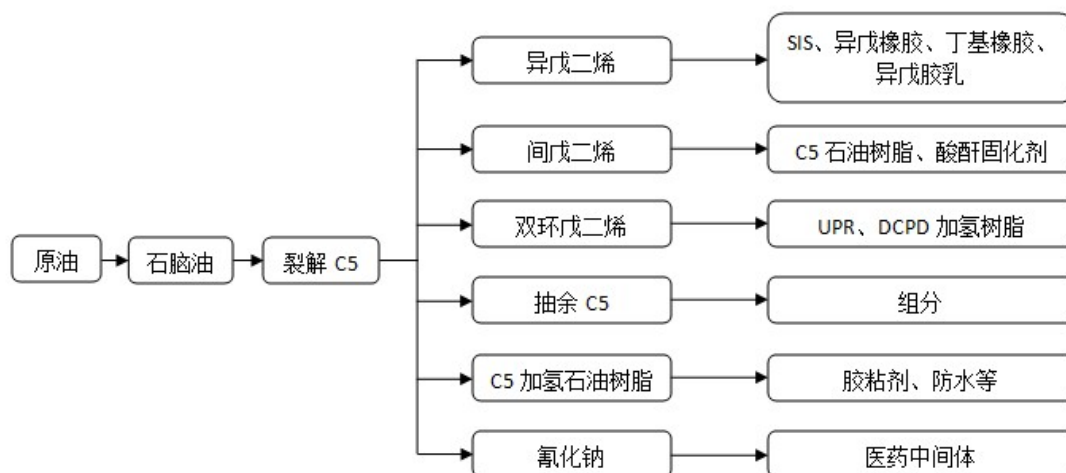 原油
石脑油
裂解 C5
异戊二烯
SIS、异戊橡胶、丁基橡胶、
异戊胶乳
间戊二烯
C5 石油树脂、酸酐固化剂
双环戊二烯
UPR、DCPD 加氢树脂
抽余 C5
组分
C5 加氢石油树脂
胶粘剂、防水等
氰化钠
医药中间体